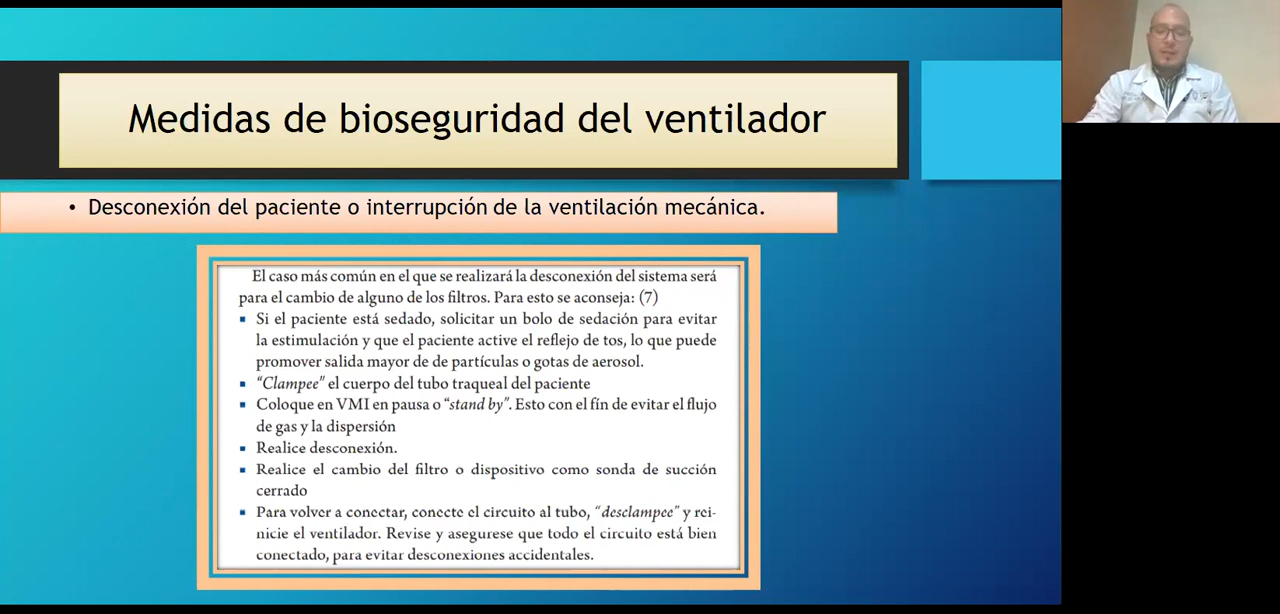 Medidas de bioseguridad del ventilador
• Desconexión del paciente o interrupción de la ventilación mecánica.
El caso más común en el que se realizará la desconexión del sistema será
para el cambio de alguno de los filtros. Para esto se aconseja: (7)
▪ Si el paciente está sedado, solicitar un bolo de sedación para evitar
la estimulación y que el paciente active el reflejo de tos, lo que puede
promover salida mayor de de partículas o gotas de aerosol.
▪ “Clampee” el cuerpo del tubo traqueal del paciente
▪ Coloque en VMI en pausa o “stand by”. Esto con el fín de evitar el flujo
de gas y la dispersión
▪ Realice desconexión.
▪ Realice el cambio del filtro o dispositivo como sonda de succión
cerrado
▪ Para volver a conectar, conecte el circuito al tubo, “desclampee” y rei-
nicie el ventilador. Revise y asegurese que todo el circuito está bien
conectado, para evitar desconexiones accidentales.